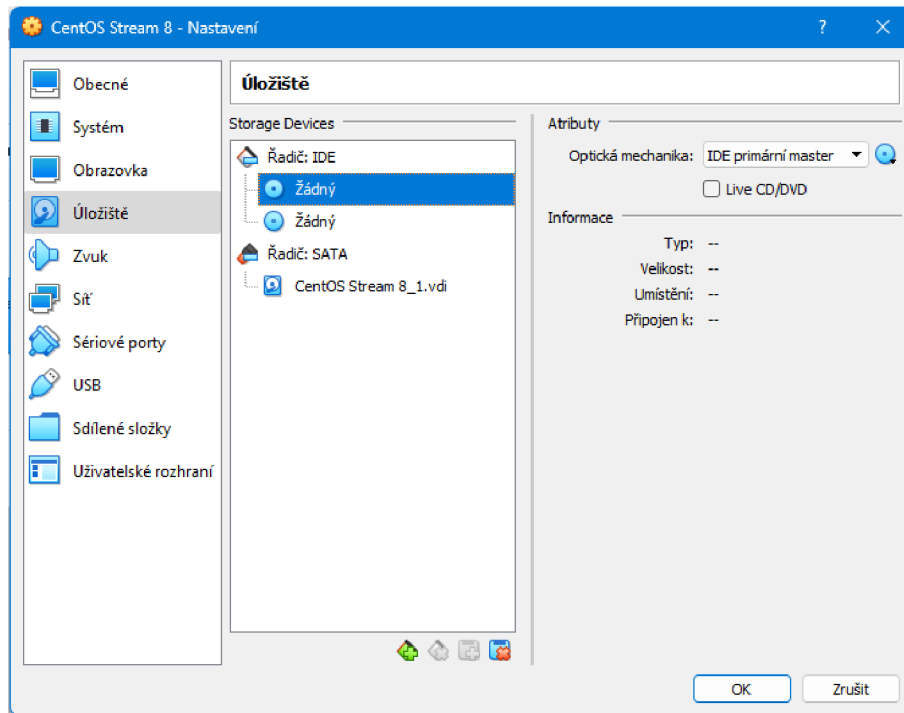 CentOS Stream 8 - Nastavení
?
Obecné
Systém
Obrazovka
Úložiště
Zvuk
Síť
Sériové porty
USB
Sdílené složky
Uživatelské rozhraní
Úložiště
Storage Devices
Řadič: IDE
Žádný
Žádný
Řadič: SATA
CentOS Stream 8_1.vdi
Atributy
Optická mechanika: IDE primární master
Live CD/DVD
Informace
Typ: --
Velikost: --
Umístění: --
Připojen k: --
OK Zrušit